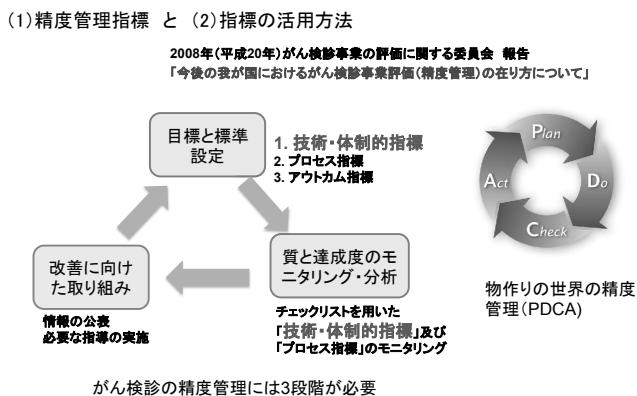 (1)精度管理指標 と (2)指標の活用方法
2008年(平成20年)がん検診事業の評価に関する委員会 報告
「今後の我が国におけるがん検診事業評価(精度管理)の在り方について」
目標と標準
設定
1. 技術・体制的指標
2. プロセス指標
3. アウトカム指標
Plan
Do
Check
Act
質と達成度のモ
ニタリング・分析
改善に向け
た取り組み
情報の公表
必要な指導の実施
チェックリストを用いた
「技術・体制的指標」及び
「プロセス指標」のモニタリング
物作りの世界の精度
管理(PDCA)
がん検診の精度管理には3段階が必要